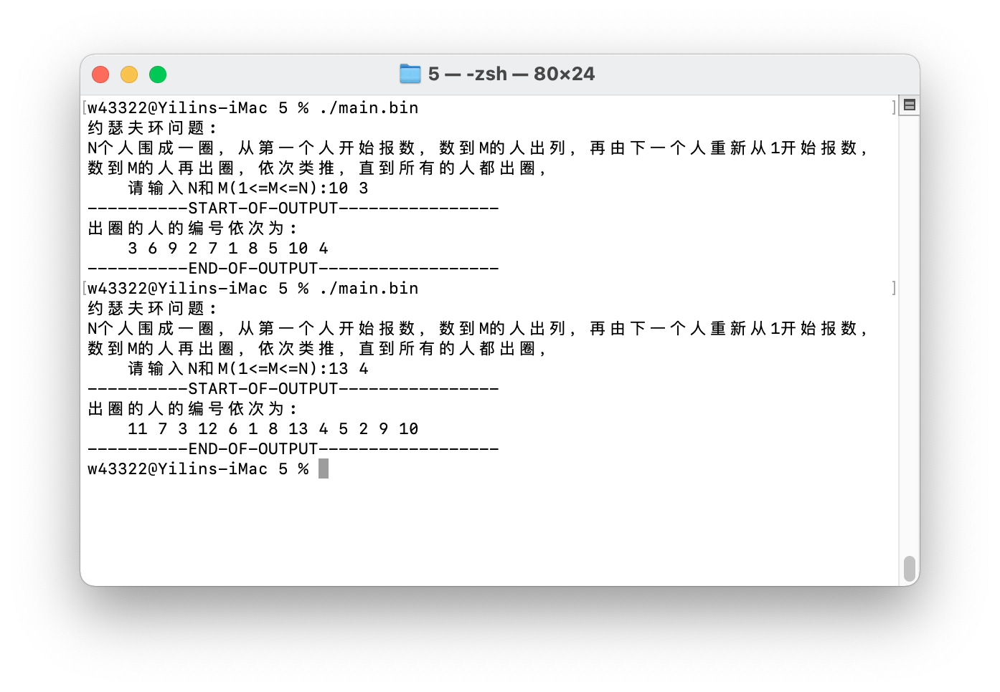 5 — -zsh — 80×24
w43322@Yilins-iMac 5 % ./main.bin
约瑟夫环问题:
N个人围成一圈, 从第一个人开始报数, 数到M的人出列, 再由下一个人重新从1开始报数,
数到M的人再出圈, 依次类推, 直到所有的人都出圈,
请输入N和M(1<=M<=N):10 3
----------START-OF-OUTPUT----------------
出圈的人的编号依次为:
3 6 9 2 7 1 8 5 10 4
----------END-OF-OUTPUT------------------
w43322@Yilins-iMac 5 % ./main.bin
约瑟夫环问题:
N个人围成一圈, 从第一个人开始报数, 数到M的人出列, 再由下一个人重新从1开始报数,
数到M的人再出圈, 依次类推, 直到所有的人都出圈,
请输入N和M(1<=M<=N):13 4
----------START-OF-OUTPUT----------------
出圈的人的编号依次为:
11 7 3 12 6 1 8 13 4 5 2 9 10
----------END-OF-OUTPUT------------------
w43322@Yilins-iMac 5 %